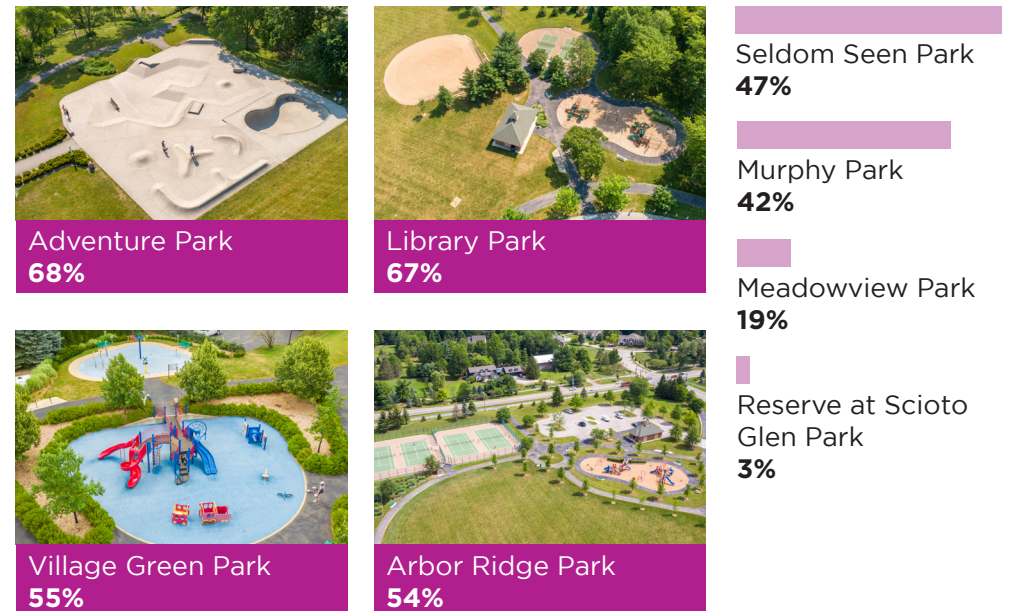 Adventure Park
68%
Library Park
67%
Village Green Park
55%
Arbor Ridge Park
54%
Seldom Seen Park
47%
Murphy Park
42%
Meadowview Park
19%
Reserve at Scioto
Glen Park
3%